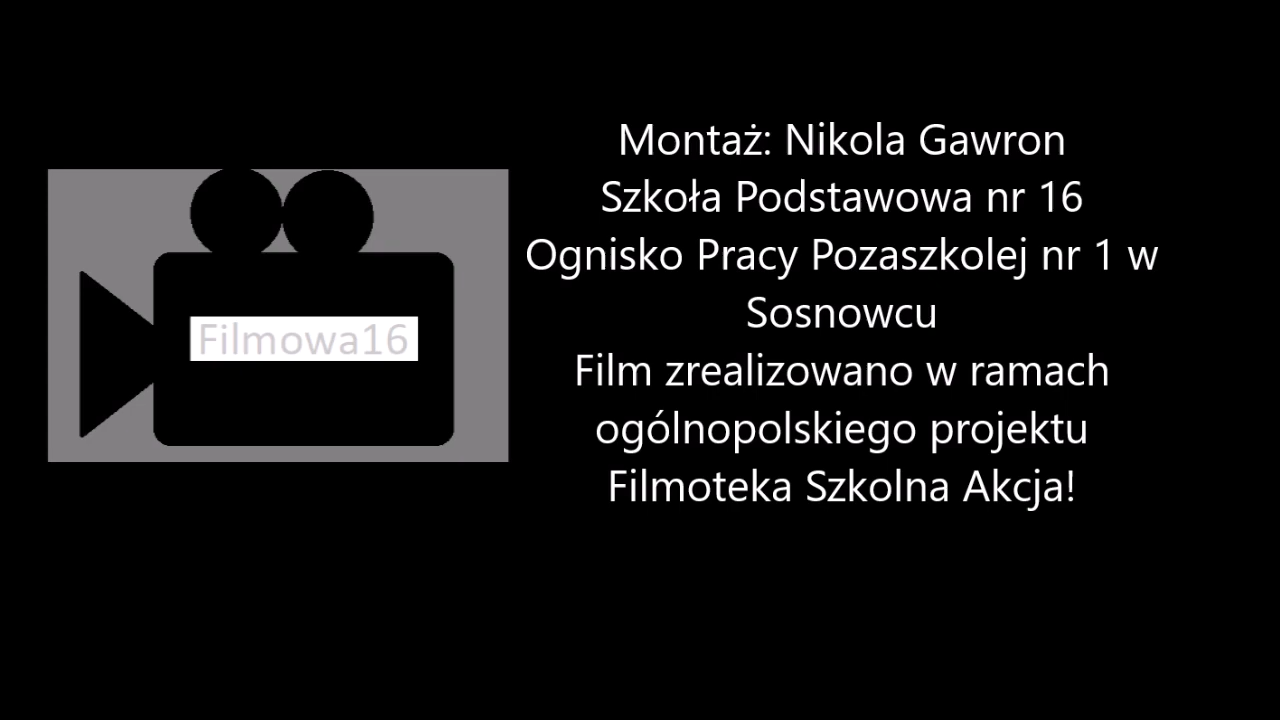 Filmowa16
Montaż: Nikola Gawron
Szkoła Podstawowa nr 16
Ognisko Pracy Pozaszkolej nr 1 w
Sosnowcu
Film zrealizowano w ramach
ogólnopolskiego projektu
Filmoteka Szkolna Akcja!